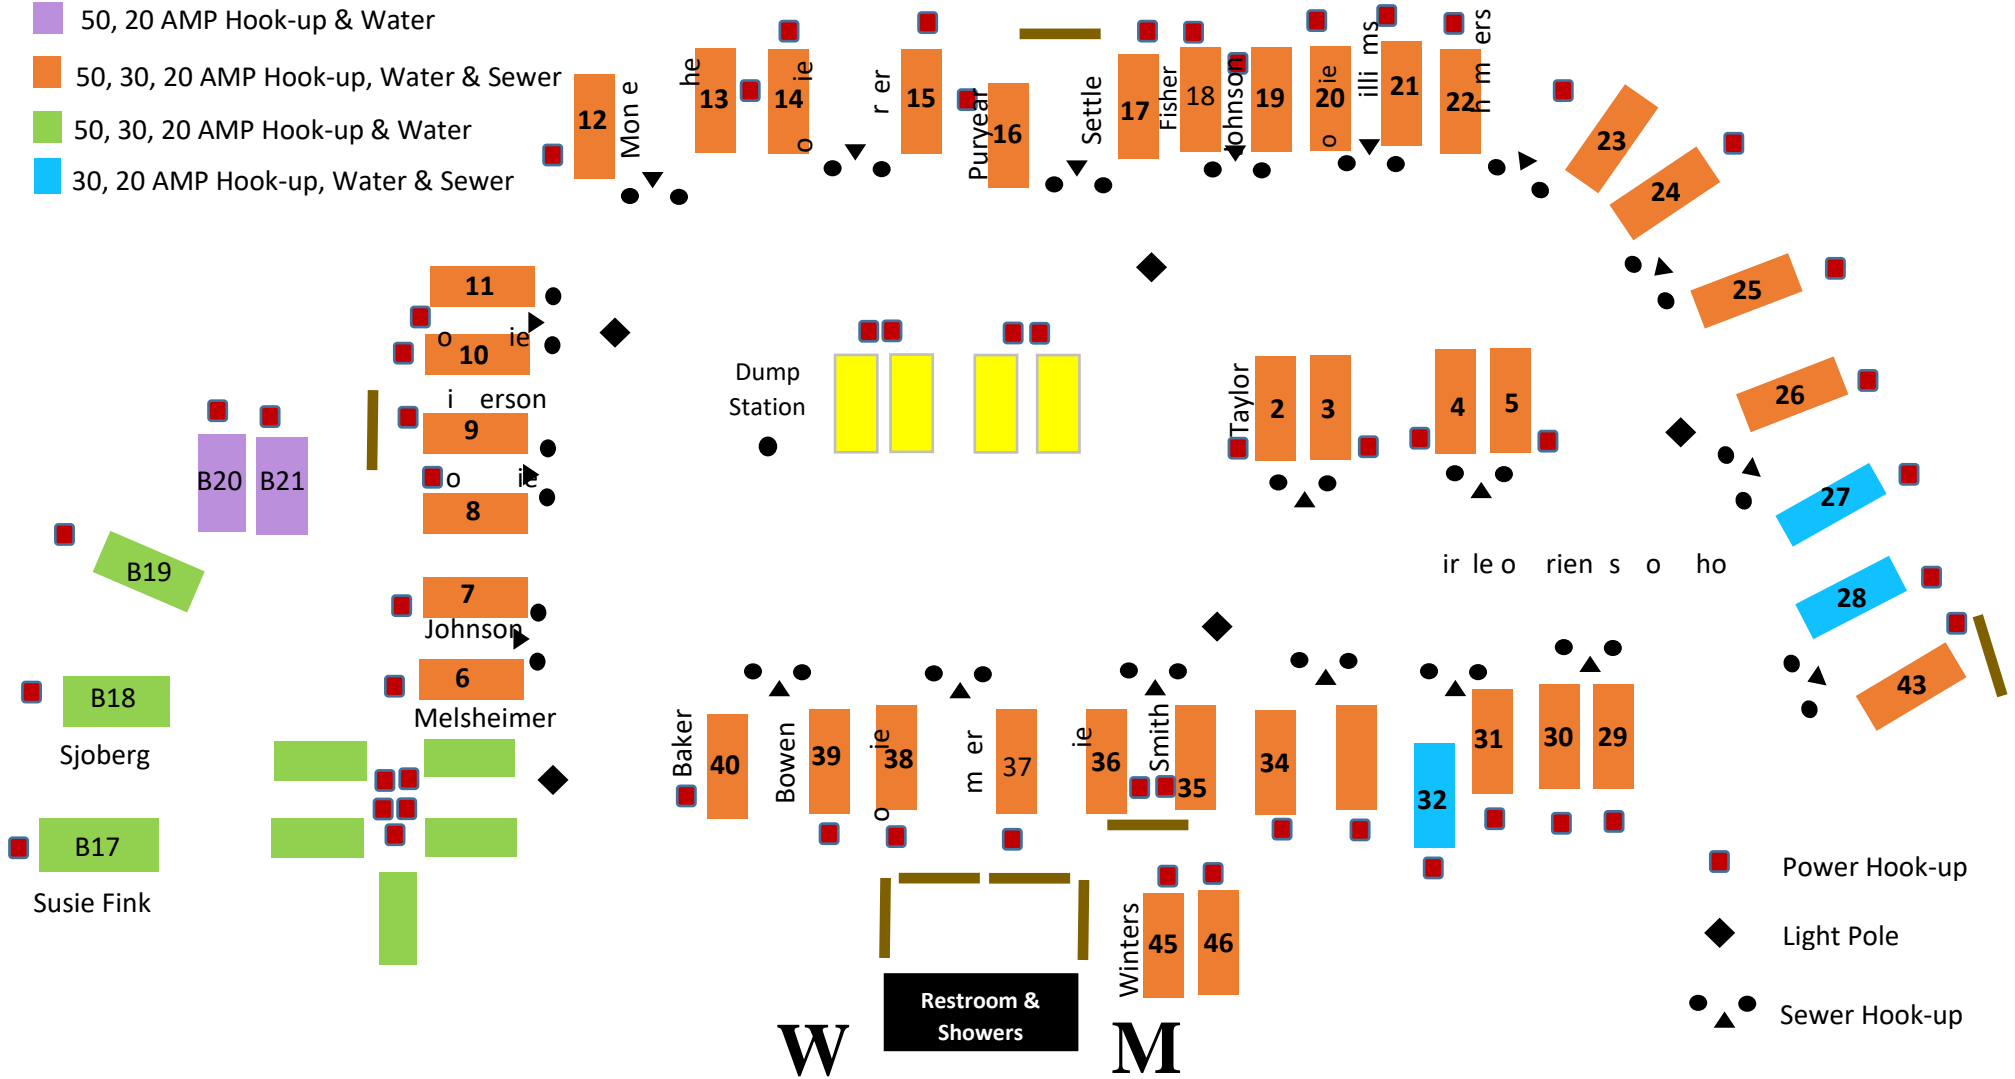 50, 20 AMP Hook-up & Water
50, 30, 20 AMP Hook-up, Water & Sewer
50, 30, 20 AMP Hook-up & Water
30, 20 AMP Hook-up, Water & Sewer
12
13
14
15
Puryear
16
Settle
17
Fisher
18
Johnson
19
20
21
22
23
24
25
26
27
28
43
11
10
9
8
7
Johnson
6
Melsheimer
B20
B21
B19
B18
Sjoberg
B17
Susie Fink
Dump
Station
Taylor
2
3
4
5
Baker
40
Bowen
39
38
37
36
Smith
35
34
32
31
30
29
Winters
45
46
Restroom &
Showers
W
M
Power Hook-up
Light Pole
Sewer Hook-up